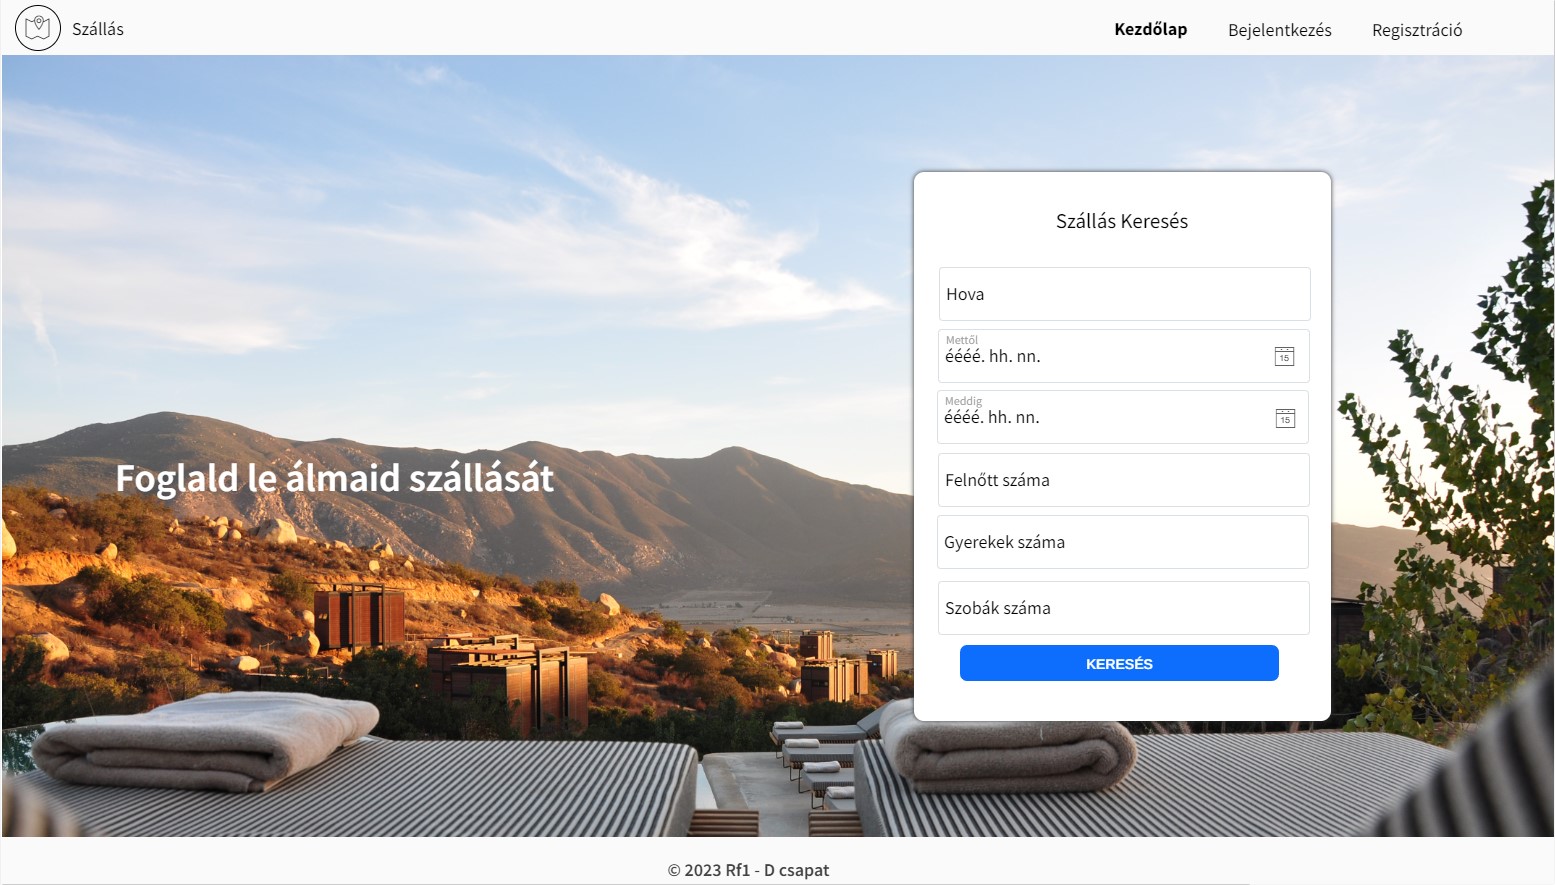 Szállás
Kezdőlap
Bejelentkezés
Regisztráció
Szállás Keresés
Hova
Mettől
éééé. hh. nn.
15
Meddig
éééé. hh. nn.
15
Foglald le álmaid szállását
Felnőtt száma
Gyerekek száma
Szobák száma
KERESÉS
© 2023 Rf1 - D csapat